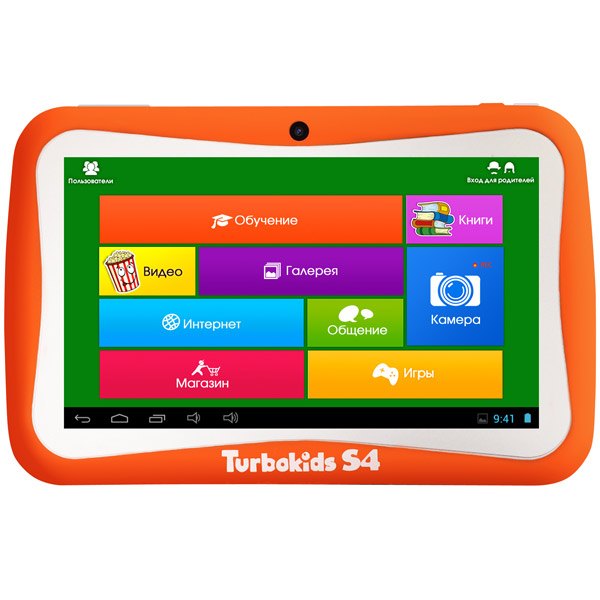 Пользователи
Вход для родителей
Обучение
Книги
Видео
Галерея
Камера
Интернет
Общение
Магазин
Игры
9:41
Turbokids S4